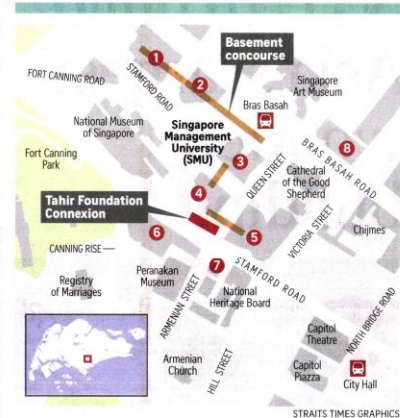 Basement
concourse
1
2
FORT CANNING ROAD
STAMFORD ROAD
Singapore
Art Museum
Bras Basah
National Museum
of Singapore
Singapore
Management
University
(SMU)
8
BRAS BASAH ROAD
Fort Canning
Park
3
QUEEN STREET
Cathedral
of the Good
Shepherd
4
Tahir Foundation
Connexion
VICTORIA STREET
Chijmes
6
5
CANNING RISE
7
STAMFORD ROAD
Peranakan
Museum
Registry
of Marriages
ARMENIAN STREET
National
Heritage Board
NORTH BRIDGE ROAD
Capitol
Theatre
Armenian
Church
HILL STREET
Capitol
Piazza
City Hall
STRAITS TIMES GRAPHICS